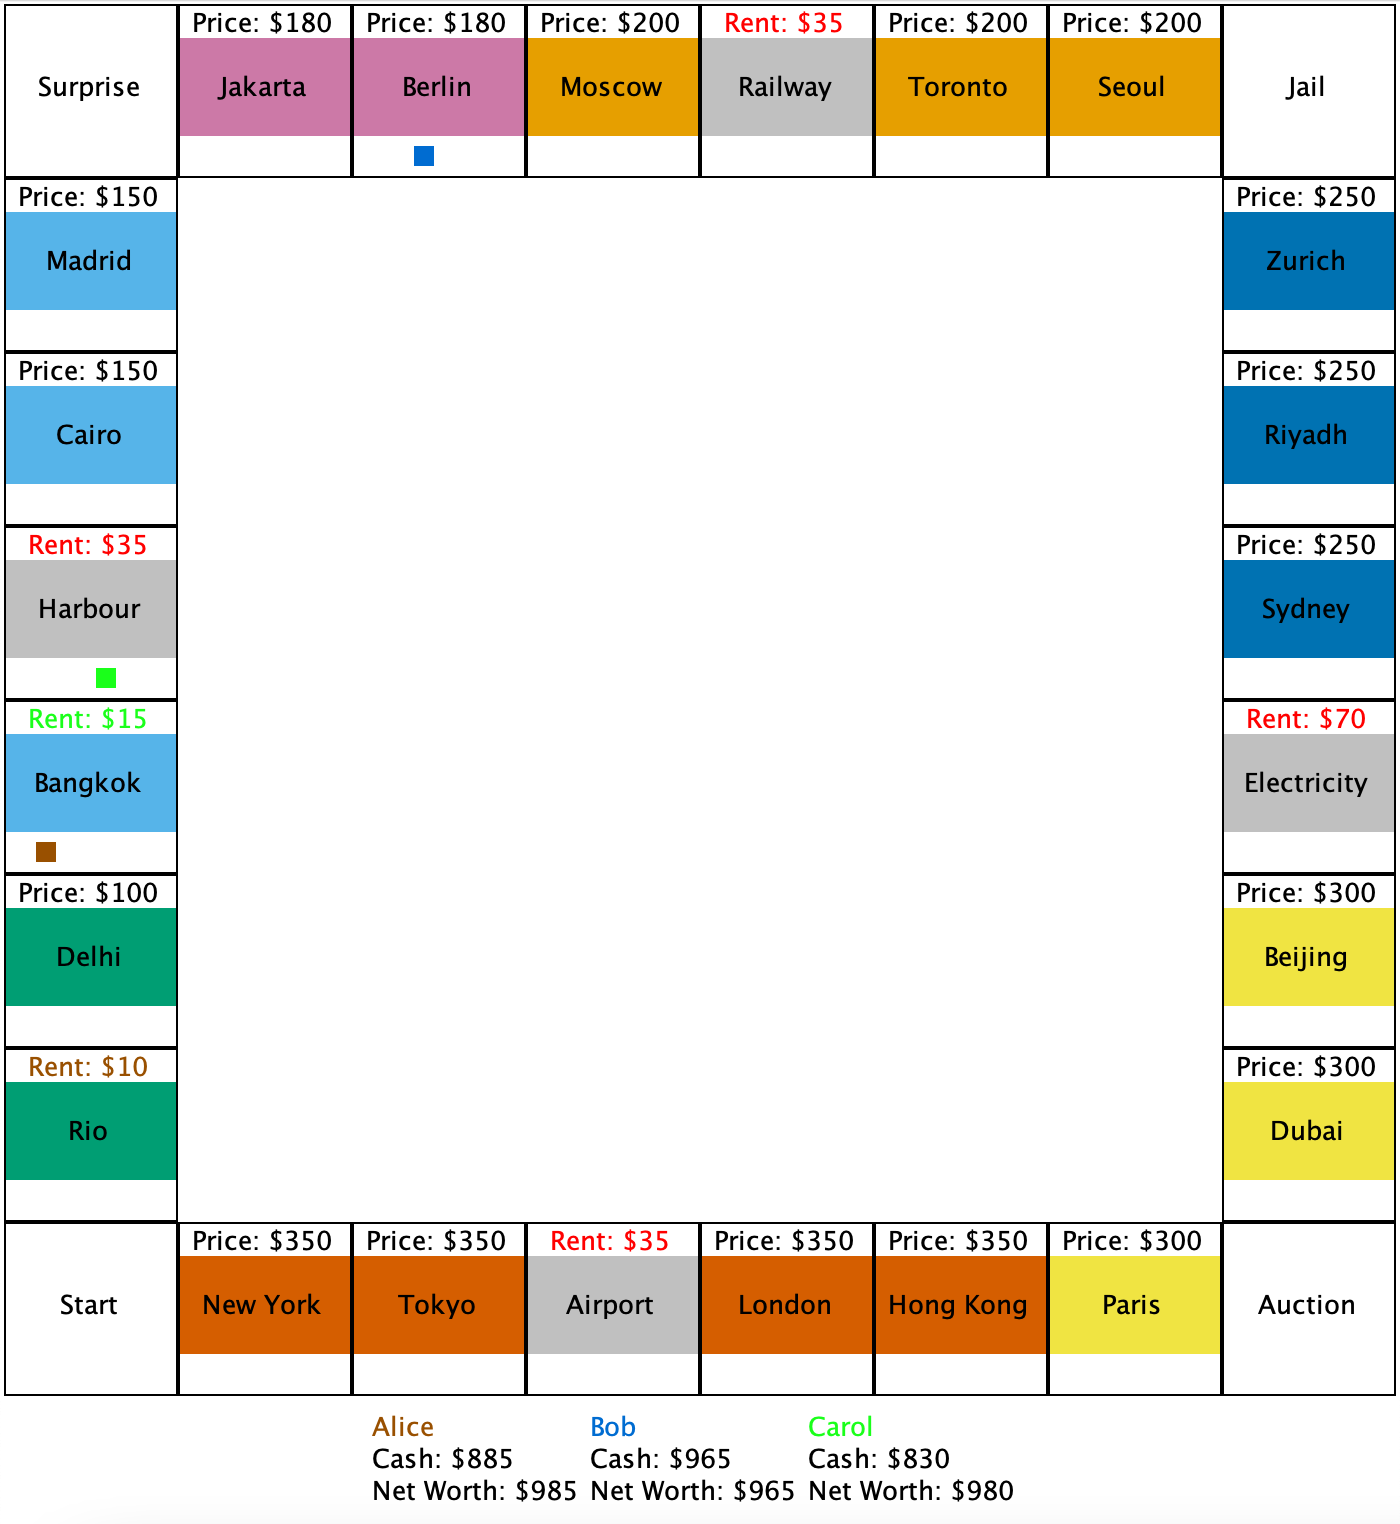 Surprise
Price: $180
Jakarta
Price: $180
Berlin
Price: $200
Moscow
Rent: $35
Railway
Price: $200
Toronto
Price: $200
Seoul
Jail
Price: $150
Madrid
Price: $250
Zurich
Price: $150
Cairo
Price: $250
Riyadh
Rent: $35
Harbour
Price: $250
Sydney
Rent: $15
Bangkok
Rent: $70
Electricity
Price: $100
Delhi
Price: $300
Beijing
Rent: $10
Rio
Price: $300
Dubai
Start
Price: $350
New York
Price: $350
Tokyo
Rent: $35
Airport
Price: $350
London
Price: $350
Hong Kong
Price: $300
Paris
Auction
Alice
Cash: $885
Net Worth: $985
Bob
Cash: $965
Net Worth: $965
Carol
Cash: $830
Net Worth: $980